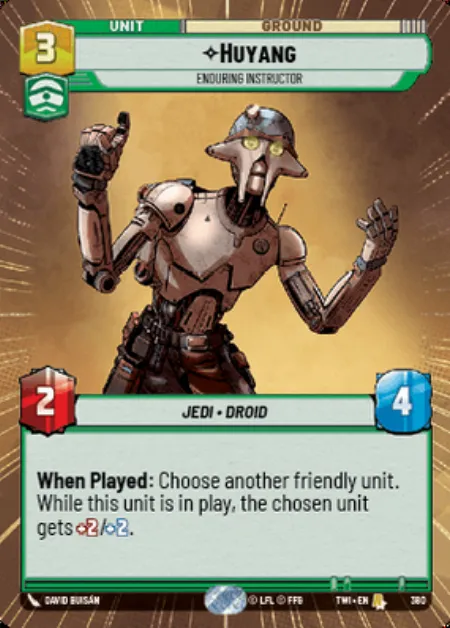 UNIT GROUND
3 ✧HUYANG
ENDURING INSTRUCTOR
2 JEDI • DROID 4
When Played: Choose another friendly unit.
While this unit is in play, the chosen unit
gets +2/+2.
DAVID BUISÁN © LFL © FFG TWI • EN 380